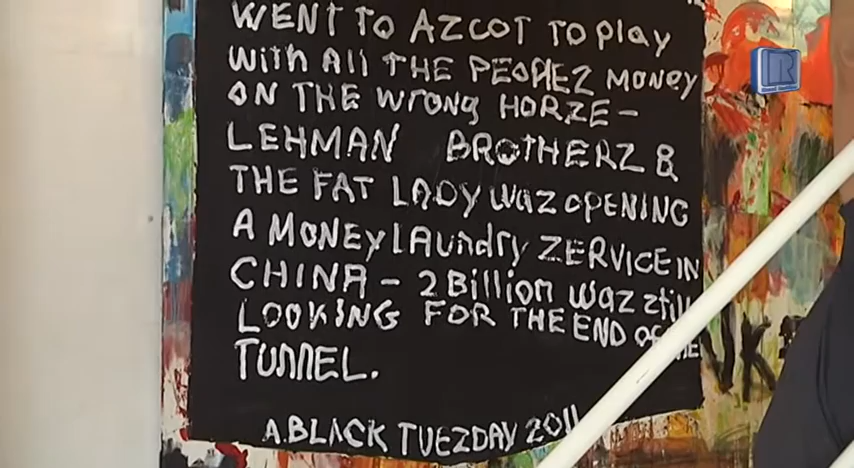 WENT TO AZCOT TO play
with All THE PEOPLEZ MONEY
ON THE WRONG HORZE-
LEHMAN BROTHERZ &
THE FAT LADY waz OPENING
A MONEY lAundry ZERVICE IN
CHINA - 2 Billion waz ztill
LOOKING FOR THE END OF THE
TUNNEL.
A.BLACK TUEZDAY 2011